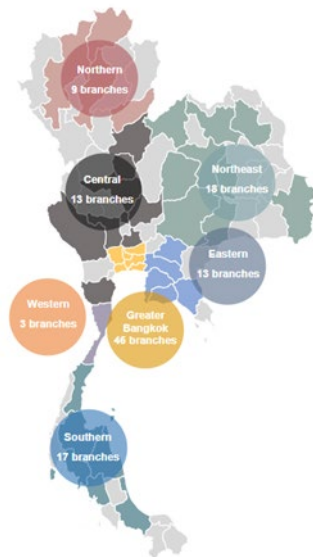 Northern
9 branches
Central
13 branches
Northeast
18 branches
Eastern
13 branches
Western
3 branches
Greater
Bangkok
46 branches
Southern
17 branches